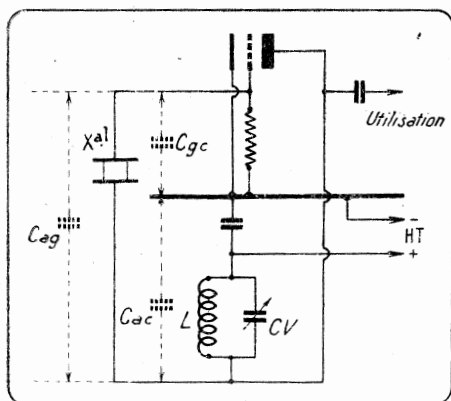 Utilisation
Xal
Cgc
Cag
−
HT
+
Cac
L
CV